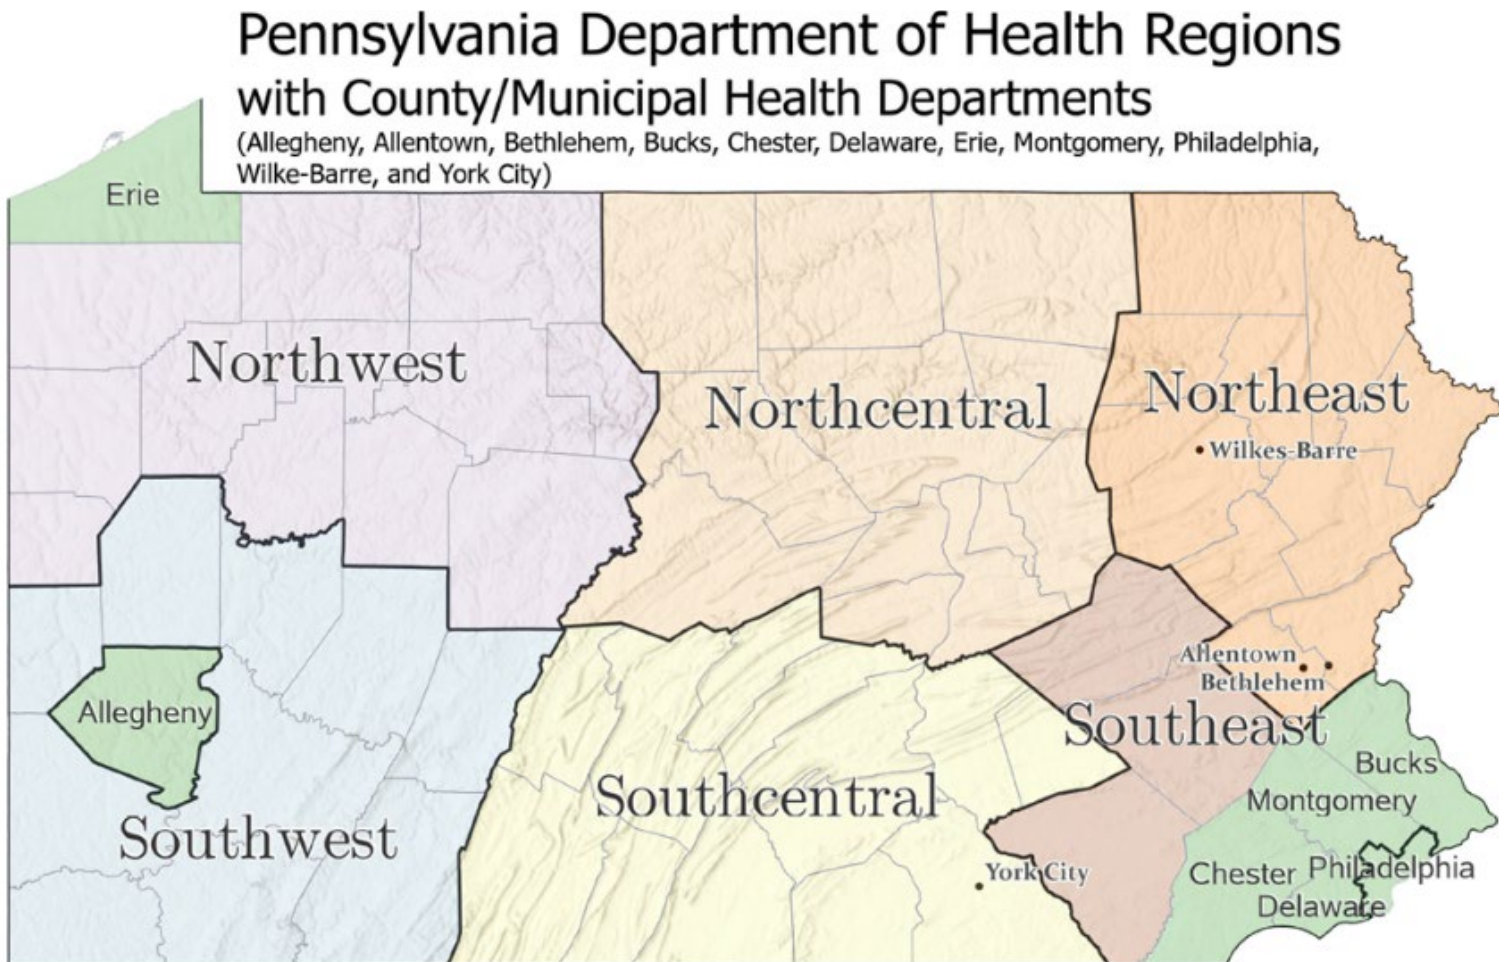 Pennsylvania Department of Health Regions
with County/Municipal Health Departments
(Allegheny, Allentown, Bethlehem, Bucks, Chester, Delaware, Erie, Montgomery, Philadelphia,
Wilke-Barre, and York City)
Erie
Northwest
Northcentral
Northeast
Wilkes-Barre
Allentown
Bethlehem
Allegheny
Southeast
Bucks
Southcentral
Montgomery
Southwest
York City
Chester
Philadelphia
Delaware